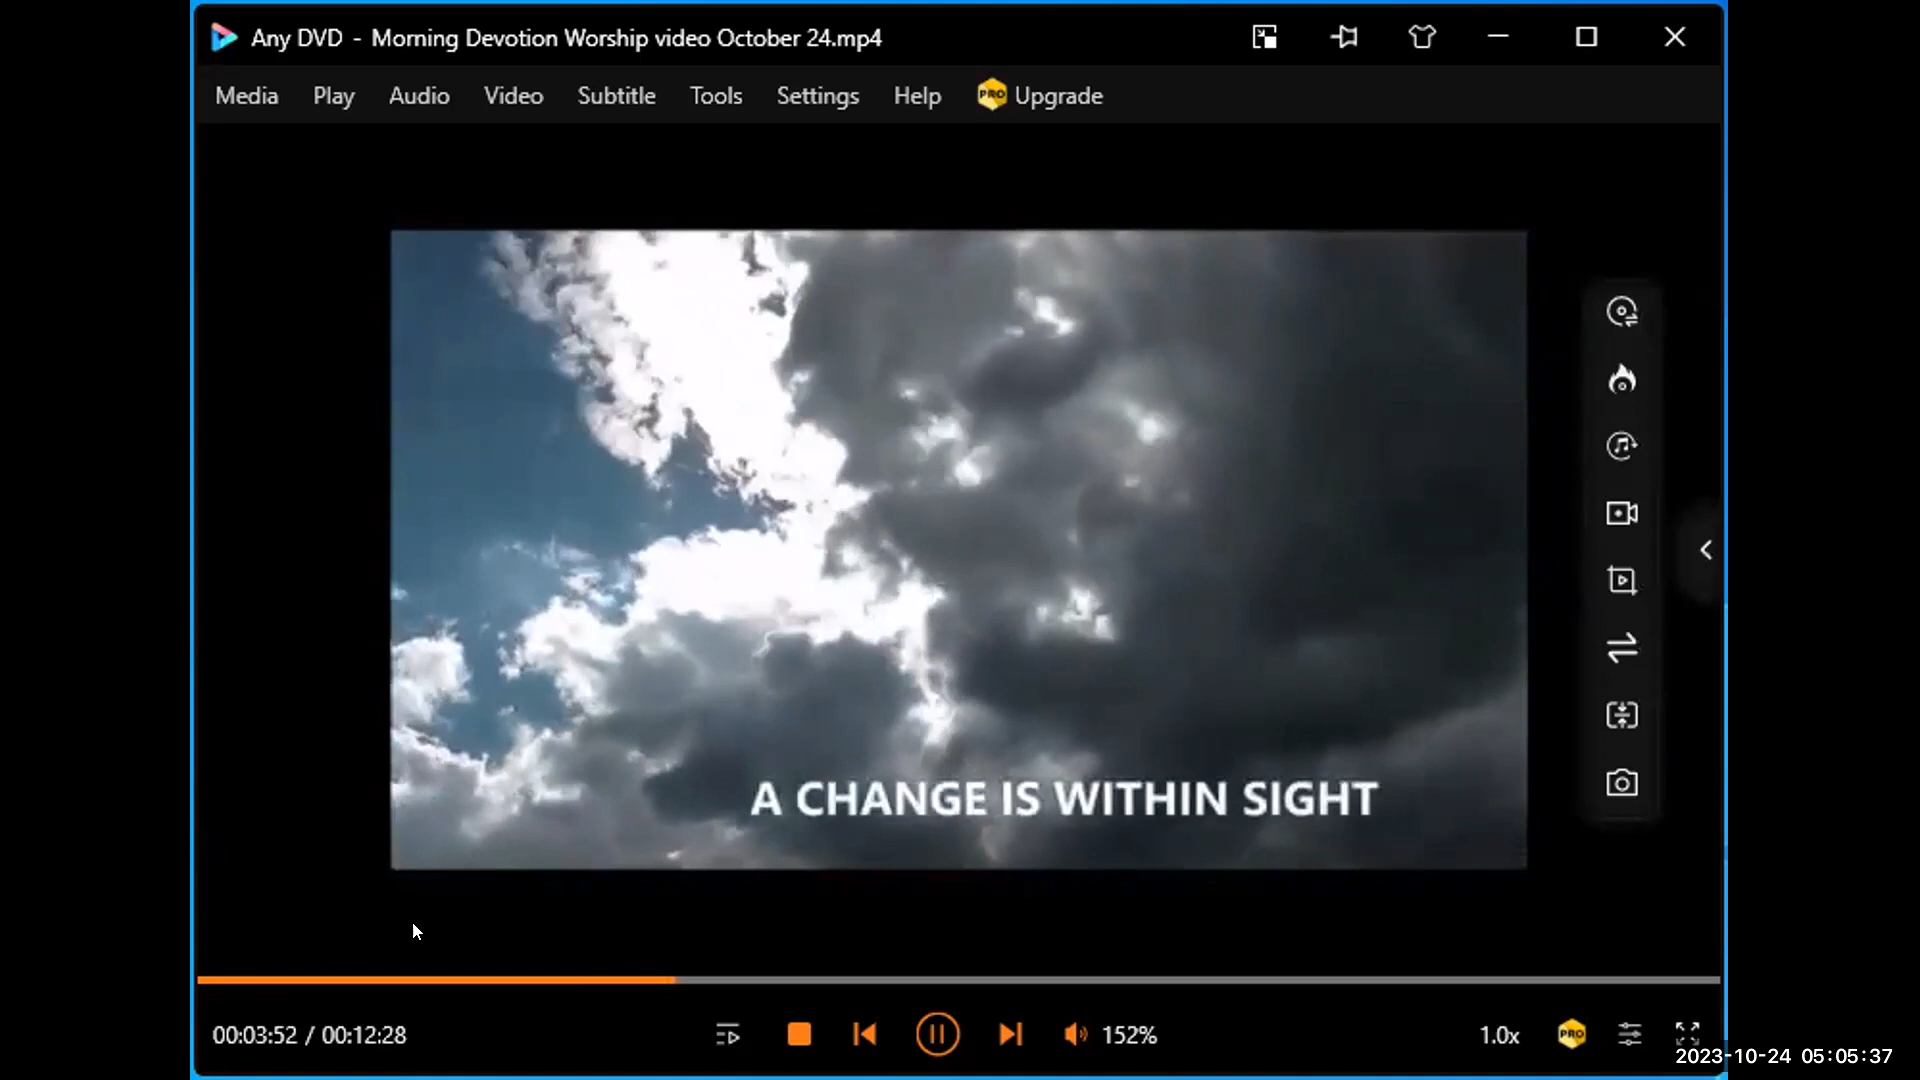 Any DVD - Morning Devotion Worship video October 24.mp4
Media Play Audio Video Subtitle Tools Settings Help PRO Upgrade
A CHANGE IS WITHIN SIGHT
00:03:52 / 00:12:28 152% 1.0x PRO
2023-10-24 05:05:37